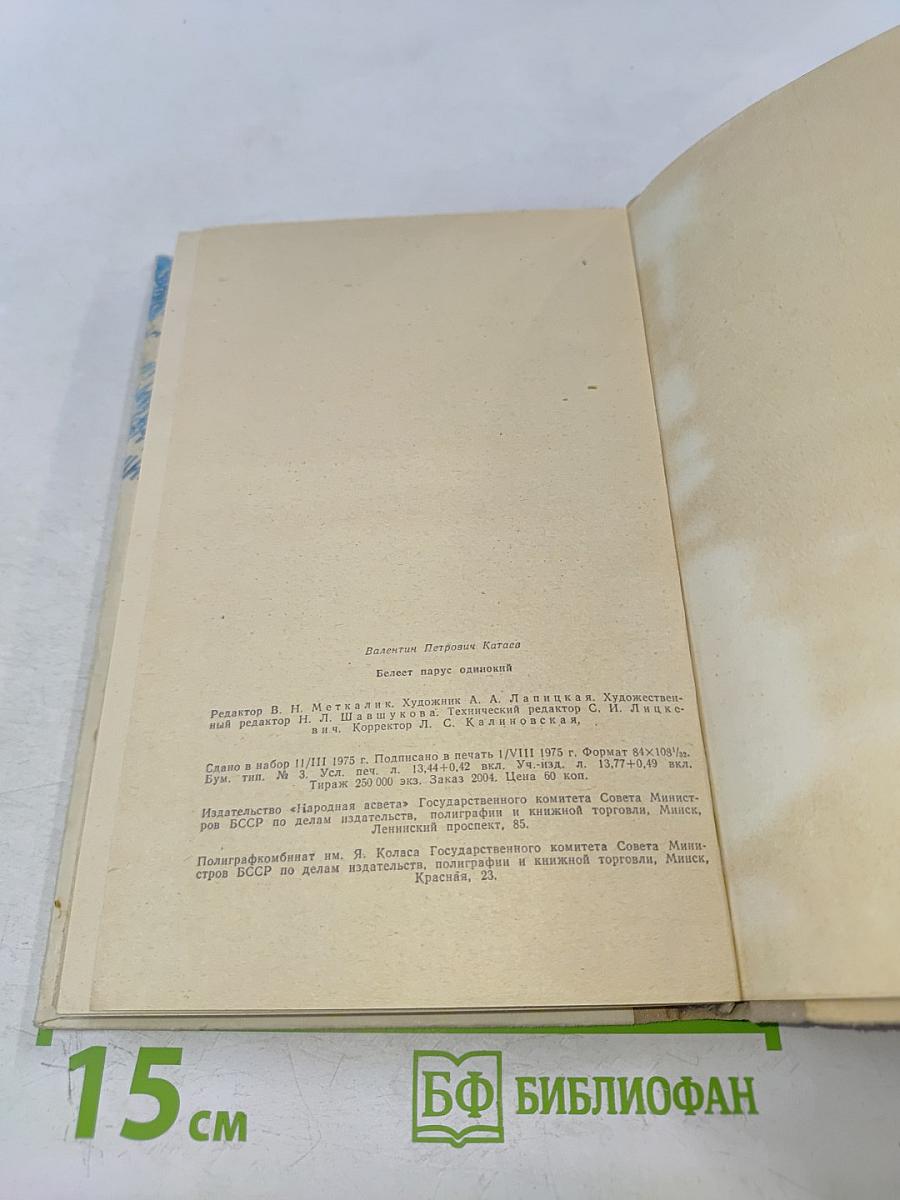 Валентин Петрович Катаев
Белеет парус одинокий
Редактор В. Н. Меткалик. Художник А. А. Лапицкая. Художествен-
ный редактор Н. Л. Шавшукова. Технический редактор С. И. Лицке-
вич. Корректор Л. С. Калиновская,
Сдано в набор 11/III 1975 г. Подписано в печать 1/VIII 1975 г. Формат 84×108¹/₃₂.
Бум. тип. № 3. Усл. печ. л. 13,44+0,42 вкл. Уч.-изд. л. 13,77+0,49 вкл.
Тираж 250 000 экз. Заказ 2004. Цена 60 коп.
Издательство «Народная асвета» Государственного комитета Совета Минист-
ров БССР по делам издательств, полиграфии и книжной торговли, Минск,
Ленинский проспект, 85.
Полиграфкомбинат им. Я. Коласа Государственного комитета Совета Мини-
стров БССР по делам издательств, полиграфии и книжной торговли, Минск,
Красная, 23.
15 см
БФ БИБЛИОФАН